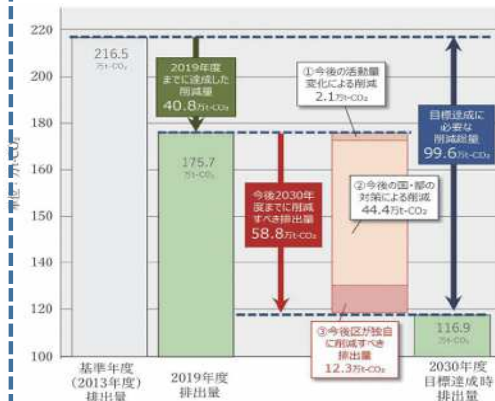 単位：万t-CO₂
220
200
180
160
140
120
100
216.5
万t-CO₂
2019年度
までに達成した
削減量
40.8万t-CO₂
175.7
万t-CO₂
今後2030年
度までに削減
すべき排出量
58.8万t-CO₂
①今後の活動量
変化による削減
2.1万t-CO₂
②今後の国・都の
対策による削減
44.4万t-CO₂
③今後区が独自
に削減すべき
排出量
12.3万t-CO₂
目標達成に
必要な
削減総量
99.6万t-CO₂
116.9
万t-CO₂
基準年度
（2013年度）
排出量
2019年度
排出量
2030年度
目標達成時
排出量